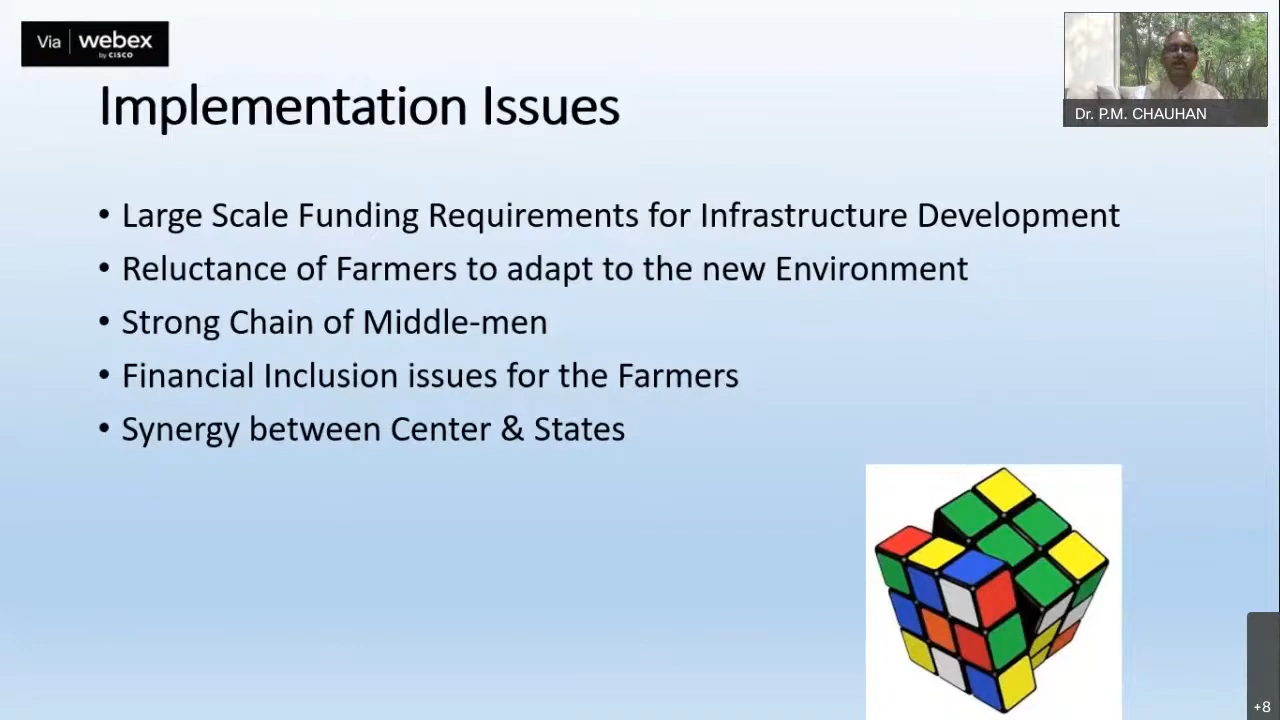 Via webex
by CISCO
Dr. P.M. CHAUHAN
Implementation Issues
• Large Scale Funding Requirements for Infrastructure Development
• Reluctance of Farmers to adapt to the new Environment
• Strong Chain of Middle-men
• Financial Inclusion issues for the Farmers
• Synergy between Center & States
+8